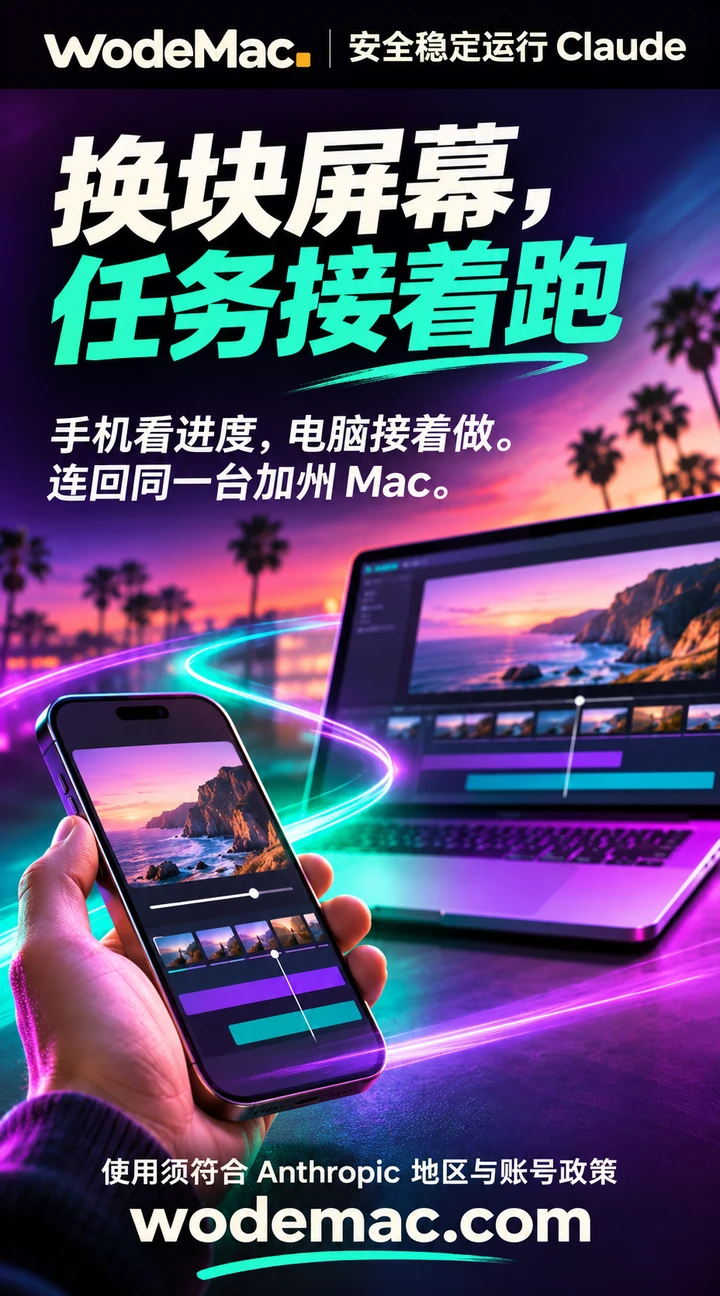 WodeMac. | 安全稳定运行 Claude
换块屏幕，
任务接着跑
手机看进度，电脑接着做。
连回同一台加州 Mac。
使用须符合 Anthropic 地区与账号政策
wodemac.com